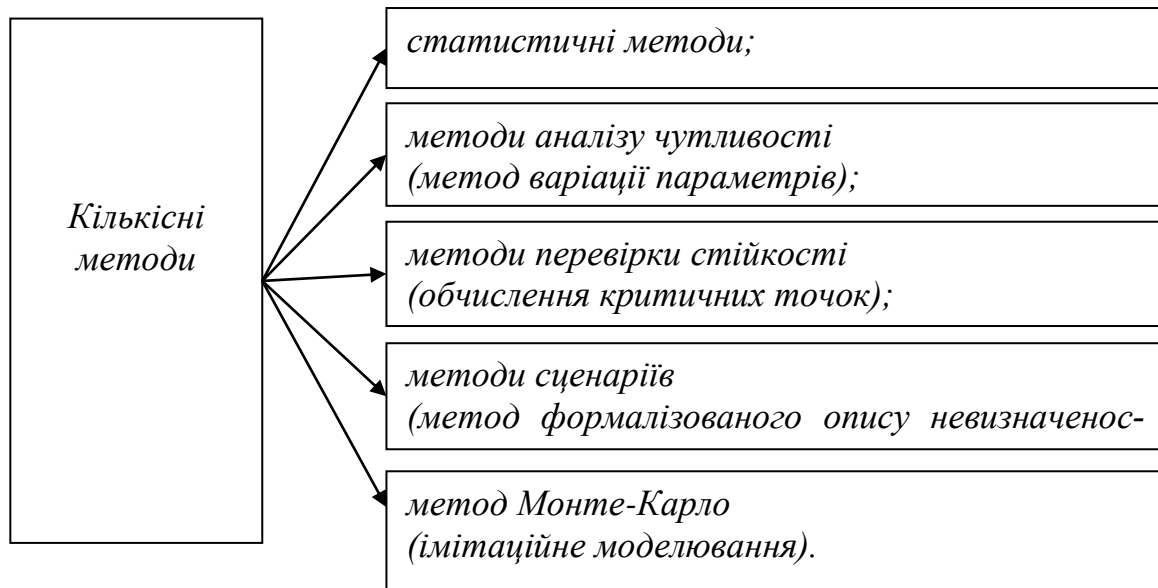 Кількісні
методи
статистичні методи;
методи аналізу чутливості
(метод варіації параметрів);
методи перевірки стійкості
(обчислення критичних точок);
методи сценаріїв
(метод формалізованого опису невизначенос-
метод Монте-Карло
(імітаційне моделювання).